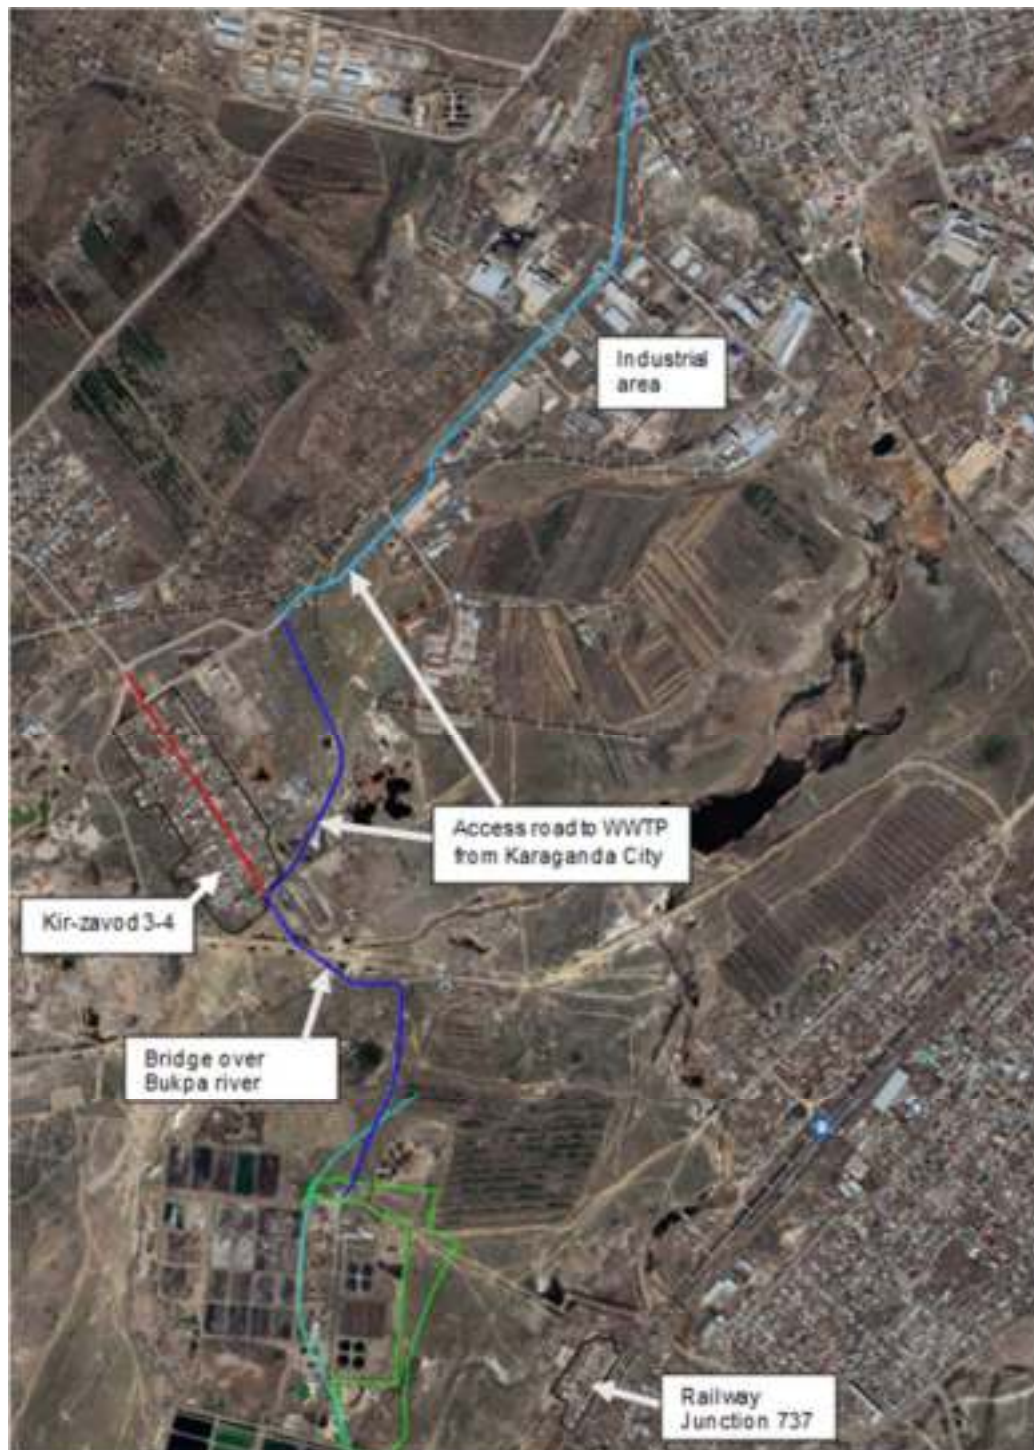 Industrial
area
Access road to WWTP
from Karaganda City
Kir-zavod 3-4
Bridge over
Bukpa river
Railway
Junction 737